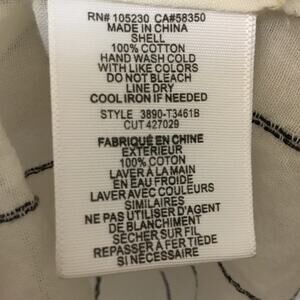 RN# 105230 CA#58350
MADE IN CHINA
SHELL
100% COTTON
HAND WASH COLD
WITH LIKE COLORS
DO NOT BLEACH
LINE DRY
COOL IRON IF NEEDED
STYLE 3890-T3461B
CUT 427029
FABRIQUÉ EN CHINE
EXTERIEUR
100% COTON
LAVER À LA MAIN
EN EAU FROIDE
LAVER AVEC COULEURS
SIMILAIRES
NE PAS UTILISER D'AGENT
DE BLANCHIMENT
SÉCHER SUR FIL
REPASSER À FER TIÈDE
SI NÉCESSAIRE